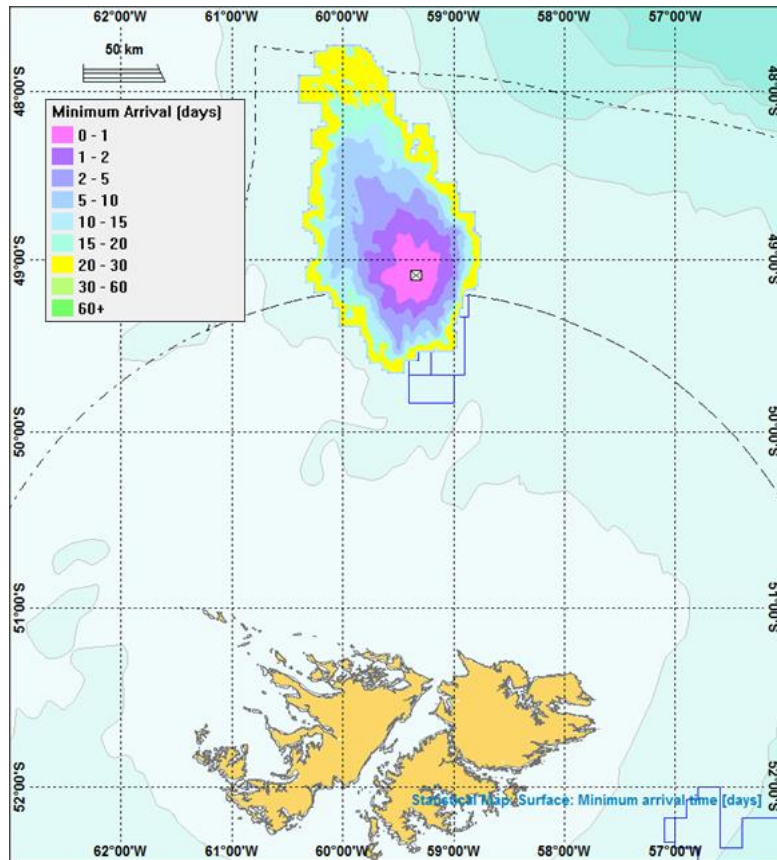 62°00'W 61°00'W 60°00'W 59°00'W 58°00'W 57°00'W
50 km
48°00'S 48°00'S
Minimum Arrival (days)
0 - 1
1 - 2
2 - 5
5 - 10
10 - 15
15 - 20
20 - 30
30 - 60
60+
49°00'S 49°00'S
50°00'S 50°00'S
51°00'S 51°00'S
52°00'S 52°00'S
Statistical Map: Surface: Minimum arrival time [days]
62°00'W 61°00'W 60°00'W 59°00'W 58°00'W 57°00'W